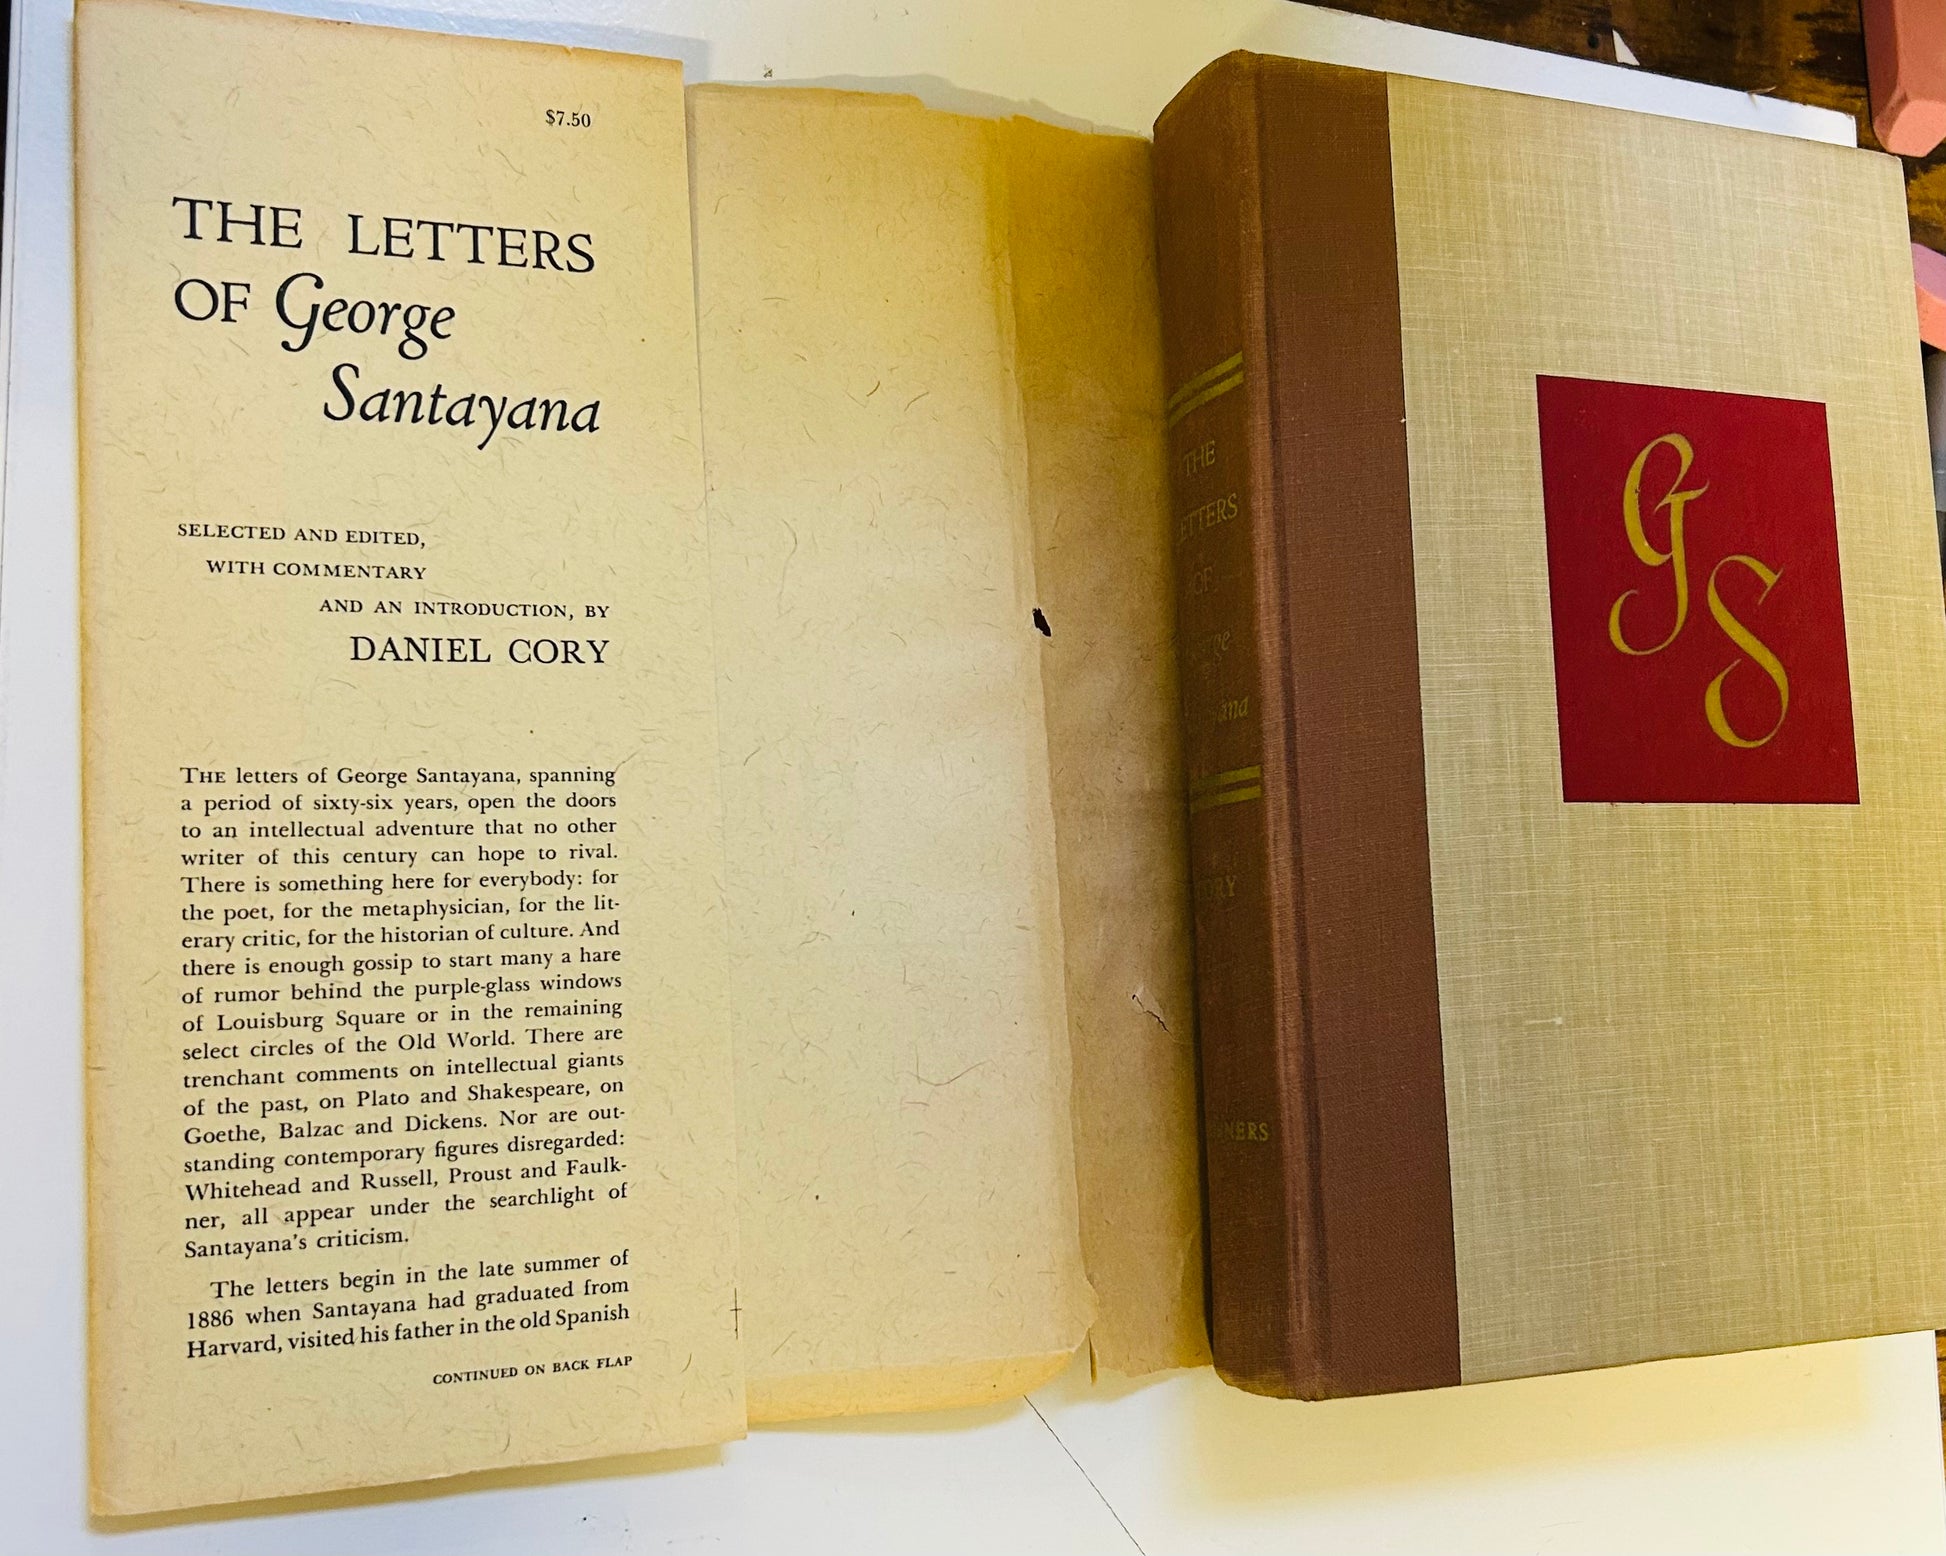 $7.50
THE LETTERS
OF George
Santayana
SELECTED AND EDITED,
WITH COMMENTARY
AND AN INTRODUCTION, BY
DANIEL CORY
THE letters of George Santayana, spanning
a period of sixty-six years, open the doors
to an intellectual adventure that no other
writer of this century can hope to rival.
There is something here for everybody: for
the poet, for the metaphysician, for the lit-
erary critic, for the historian of culture. And
there is enough gossip to start many a hare
of rumor behind the purple-glass windows
of Louisburg Square or in the remaining
select circles of the Old World. There are
trenchant comments on intellectual giants
of the past, on Plato and Shakespeare, on
Goethe, Balzac and Dickens. Nor are out-
standing contemporary figures disregarded:
Whitehead and Russell, Proust and Faulk-
ner, all appear under the searchlight of
Santayana's criticism.
The letters begin in the late summer of
1886 when Santayana had graduated from
Harvard, visited his father in the old Spanish
CONTINUED ON BACK FLAP
THE
OF
GS